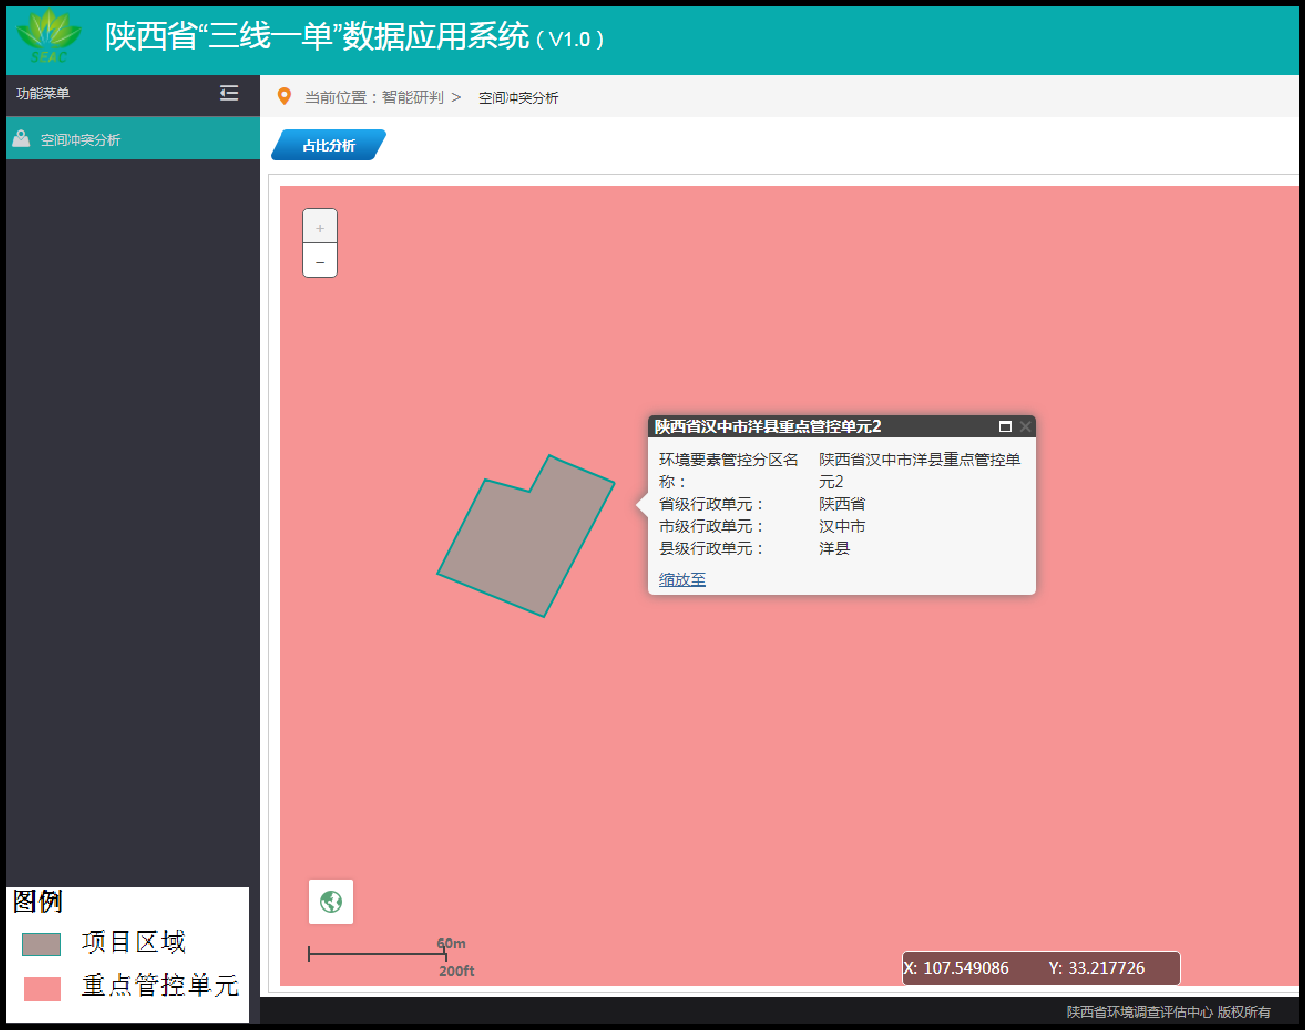 SEAC
陕西省“三线一单”数据应用系统（V1.0）
功能菜单
当前位置：智能研判 > 空间冲突分析
空间冲突分析
占比分析
+
−
陕西省汉中市洋县重点管控单元2
环境要素管控分区名称： 陕西省汉中市洋县重点管控单元2
省级行政单元： 陕西省
市级行政单元： 汉中市
县级行政单元： 洋县
缩放至
图例
项目区域
重点管控单元
60m
200ft
X: 107.549086 Y: 33.217726
陕西省环境调查评估中心 版权所有